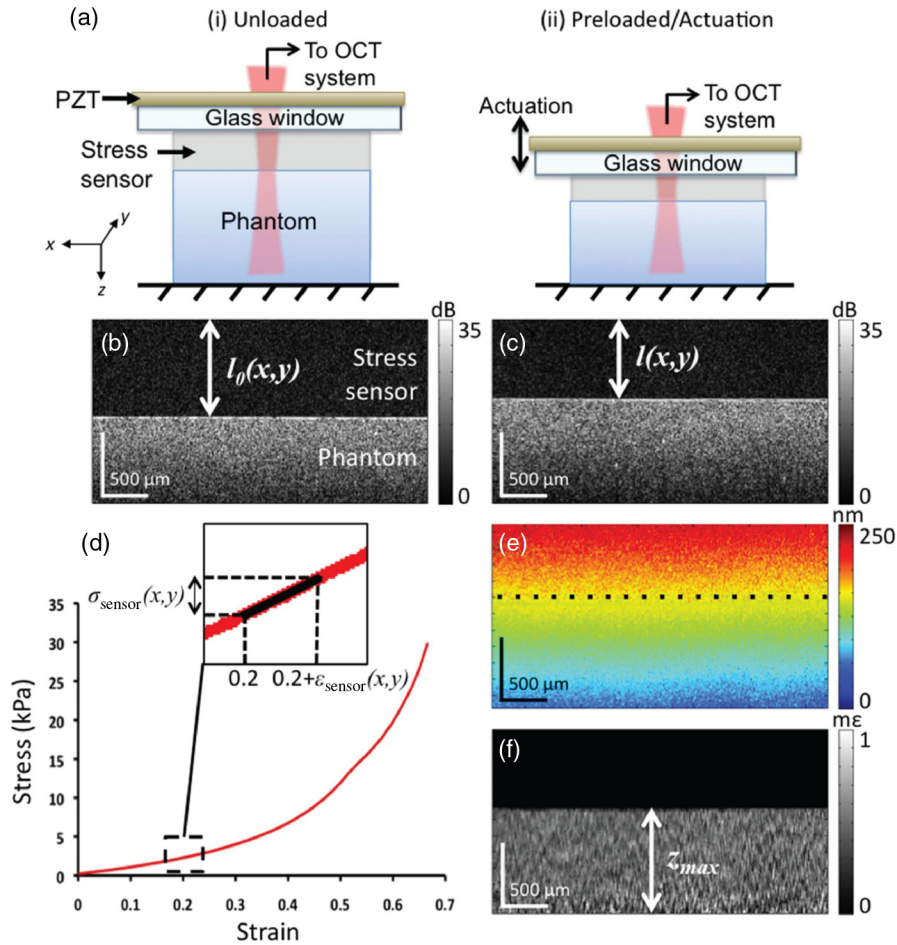 (a)
(i) Unloaded
(ii) Preloaded/Actuation
To OCT
system
PZT
Glass window
Stress
sensor
Phantom
x
y
z
Actuation
To OCT
system
Glass window
(b)
l0(x,y)
Stress
sensor
Phantom
500 μm
dB
35
0
(c)
l(x,y)
500 μm
dB
35
0
(d)
σsensor(x,y)
0.2
0.2+εsensor(x,y)
Stress (kPa)
35
30
25
20
15
10
5
0
0 0.1 0.2 0.3 0.4 0.5 0.6 0.7
Strain
(e)
500 μm
nm
250
0
(f)
zmax
500 μm
mε
1
0